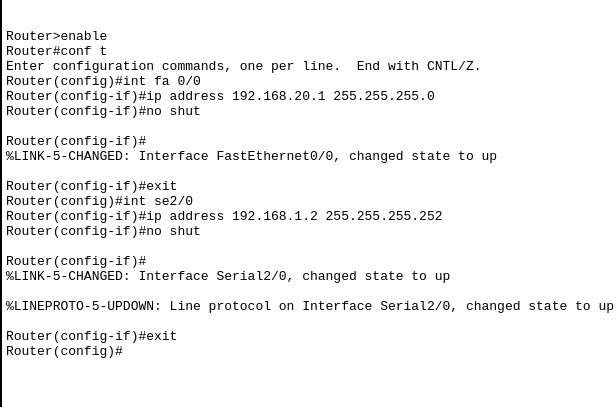 Router>enable
Router#conf t
Enter configuration commands, one per line.  End with CNTL/Z.
Router(config)#int fa 0/0
Router(config-if)#ip address 192.168.20.1 255.255.255.0
Router(config-if)#no shut
Router(config-if)#
%LINK-5-CHANGED: Interface FastEthernet0/0, changed state to up
Router(config-if)#exit
Router(config)#int se2/0
Router(config-if)#ip address 192.168.1.2 255.255.255.252
Router(config-if)#no shut
Router(config-if)#
%LINK-5-CHANGED: Interface Serial2/0, changed state to up
%LINEPROTO-5-UPDOWN: Line protocol on Interface Serial2/0, changed state to up
Router(config-if)#exit
Router(config)#